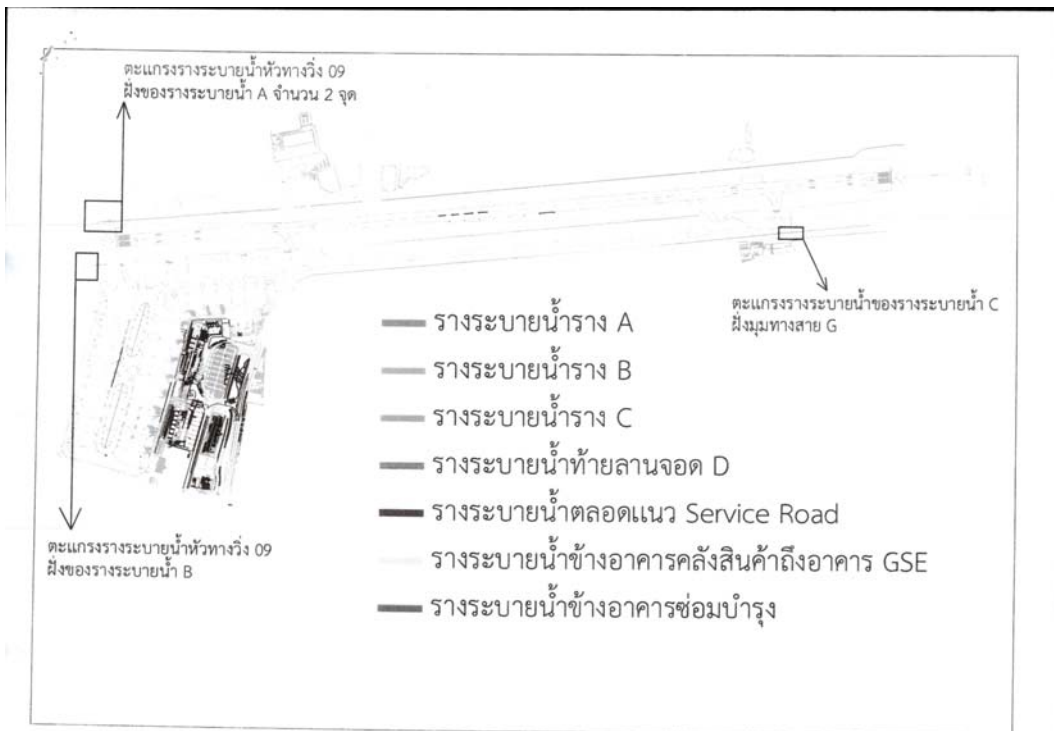 ตะแกรงรางระบายน้ำหัวทางวิ่ง 09
ฝั่งของรางระบายน้ำ A จำนวน 2 จุด
ตะแกรงรางระบายน้ำของรางระบายน้ำ C
ฝั่งมุมทางสาย G
รางระบายน้ำราง A
รางระบายน้ำราง B
รางระบายน้ำราง C
รางระบายน้ำท้ายลานจอด D
รางระบายน้ำตลอดแนว Service Road
รางระบายน้ำข้างอาคารคลังสินค้าถึงอาคาร GSE
รางระบายน้ำข้างอาคารซ่อมบำรุง
ตะแกรงรางระบายน้ำหัวทางวิ่ง 09
ฝั่งของรางระบายน้ำ B